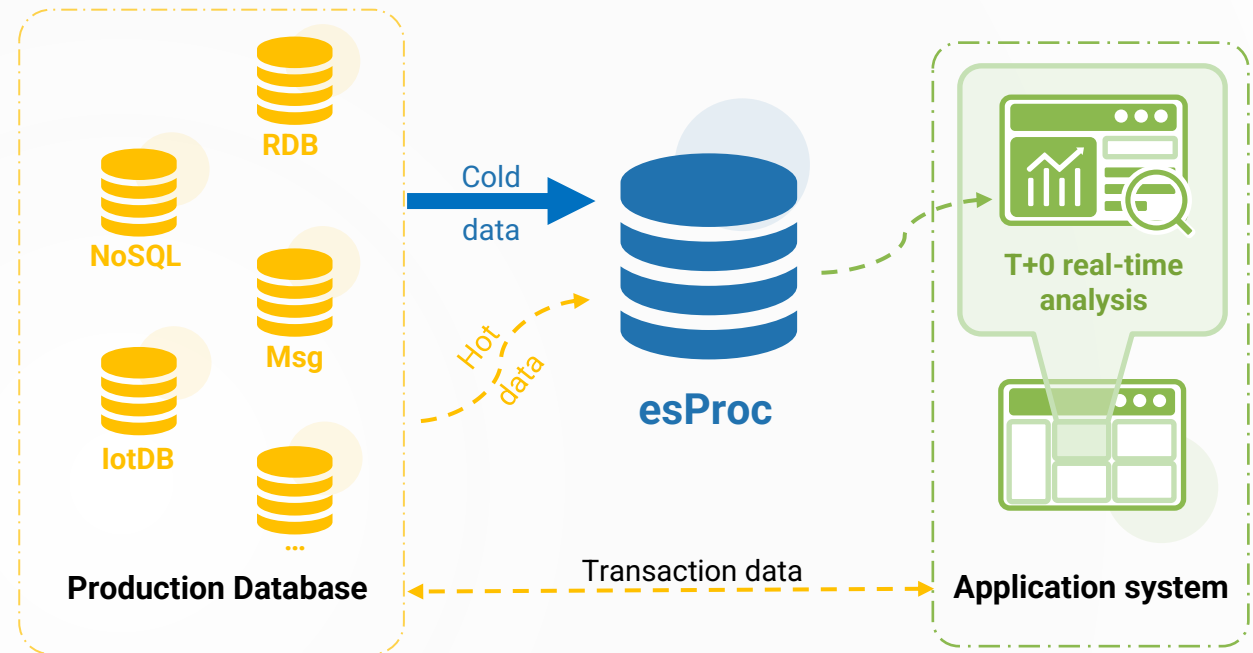 RDB
NoSQL
Msg
IotDB
...
Production Database
Cold
data
Hot
data
esProc
Transaction data
T+0 real-time
analysis
Application system